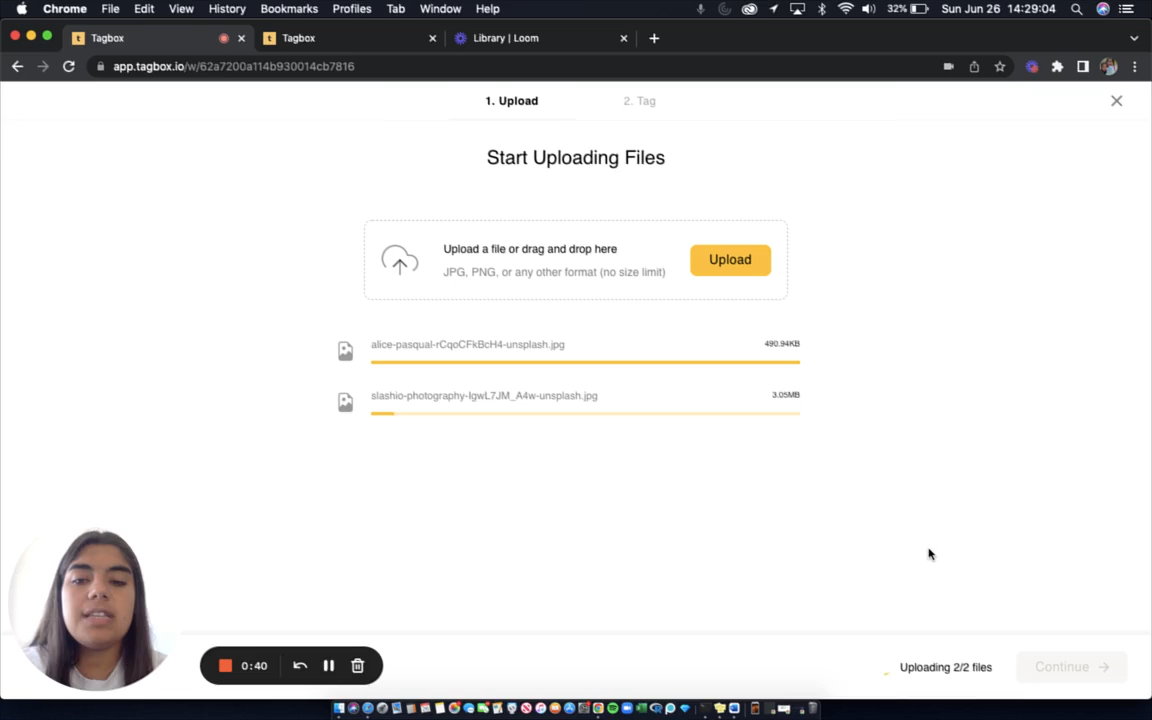 Chrome File Edit View History Bookmarks Profiles Tab Window Help 32% Sun Jun 26 14:29:04
Tagbox Tagbox Library | Loom
app.tagbox.io/w/62a7200a114b930014cb7816
1. Upload 2. Tag
Start Uploading Files
Upload a file or drag and drop here
JPG, PNG, or any other format (no size limit)
Upload
alice-pasqual-rCqoCFkBcH4-unsplash.jpg 490.94KB
slashio-photography-IgwL7JM_A4w-unsplash.jpg 3.05MB
0:40 Uploading 2/2 files Continue